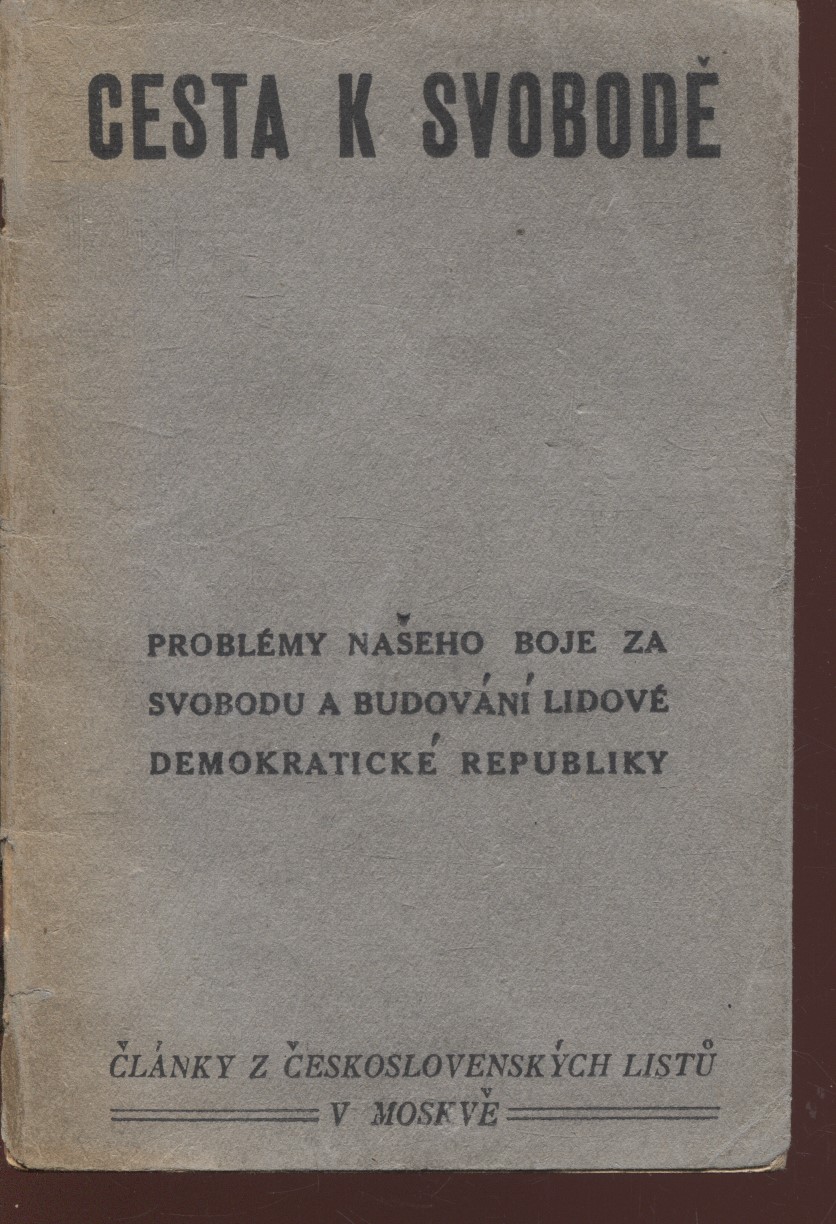 CESTA K SVOBODĚ
PROBLÉMY NAŠEHO BOJE ZA
SVOBODU A BUDOVÁNÍ LIDOVÉ
DEMOKRATICKÉ REPUBLIKY
ČLÁNKY Z ČESKOSLOVENSKÝCH LISTŮ
V MOSKVĚ